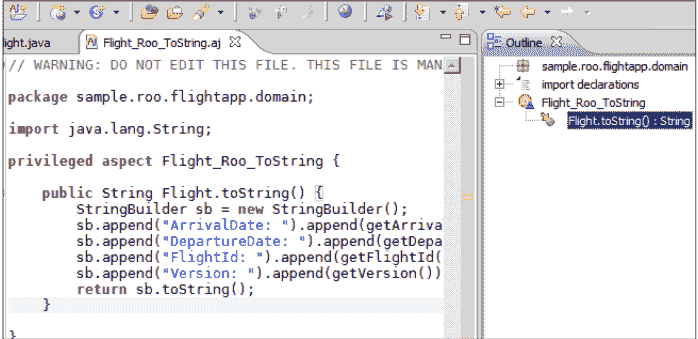 light.java
Flight_Roo_ToString.aj
Outline
// WARNING: DO NOT EDIT THIS FILE. THIS FILE IS MAN
package sample.roo.flightapp.domain;
import java.lang.String;
privileged aspect Flight_Roo_ToString {
public String Flight.toString() {
StringBuilder sb = new StringBuilder();
sb.append("ArrivalDate: ").append(getArriva
sb.append("DepartureDate: ").append(getDepa
sb.append("FlightId: ").append(getFlightId(
sb.append("Version: ").append(getVersion())
return sb.toString();
}
}
sample.roo.flightapp.domain
import declarations
Flight_Roo_ToString
Flight.toString() : String